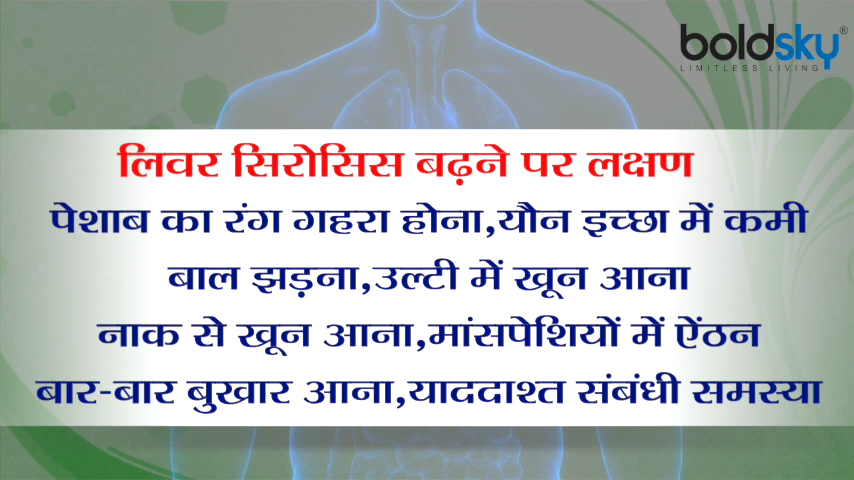 boldsky®
LIMITLESS LIVING
लिवर सिरोसिस बढ़ने पर लक्षण
पेशाब का रंग गहरा होना,यौन इच्छा में कमी
बाल झड़ना,उल्टी में खून आना
नाक से खून आना,मांसपेशियों में ऐंठन
बार-बार बुखार आना,याददाश्त संबंधी समस्या